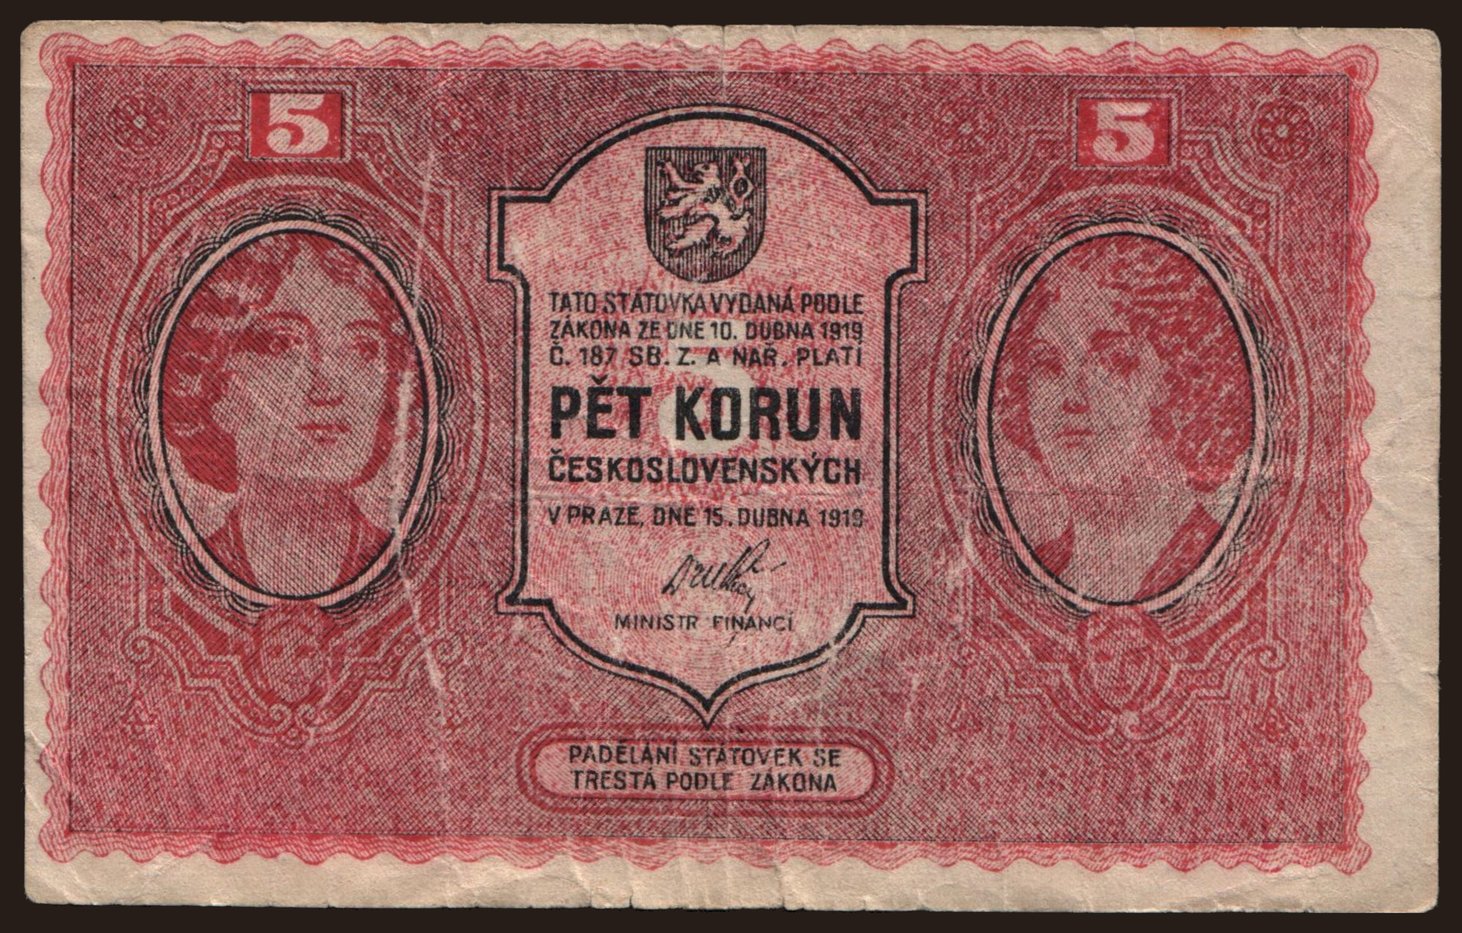 5
5
TATO STÁTOVKA VYDANÁ PODLE
ZÁKONA ZE DNE 10. DUBNA 1919
Č. 187 SB. Z. A NAŘ. PLATÍ
5
PĚT KORUN
ČESKOSLOVENSKÝCH
V PRAZE, DNE 15. DUBNA 1919
MINISTR FINANCÍ
PADĚLÁNÍ STÁTOVEK SE
TRESTÁ PODLE ZÁKONA